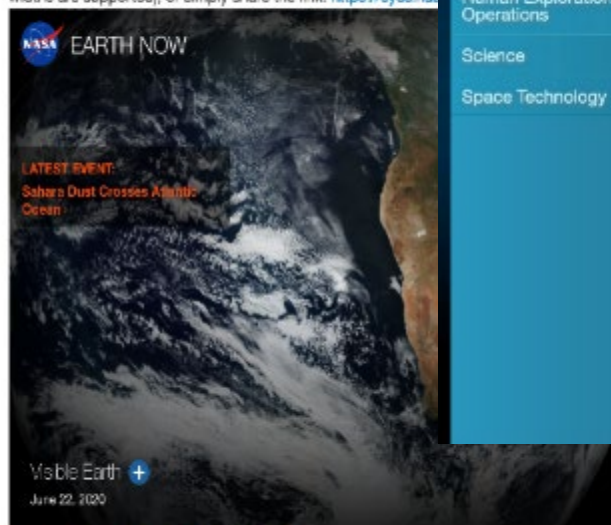 NASA
EARTH NOW
LATEST EVENT:
Sahara Dust Crosses Atlantic
Ocean
Visible Earth +
June 22, 2020
Human Exploration
Operations
Science
Space Technology